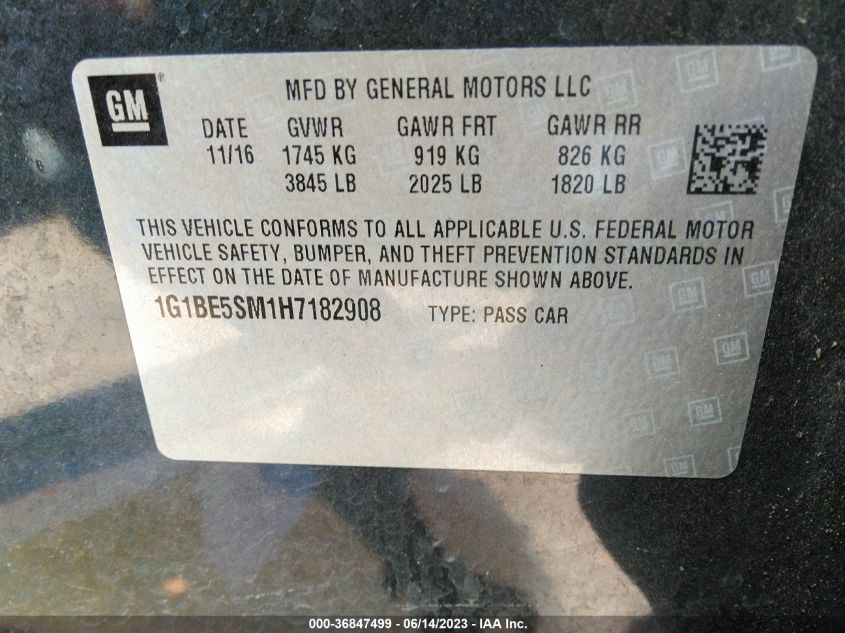 GM ®
MFD BY GENERAL MOTORS LLC
DATE GVWR GAWR FRT GAWR RR
11/16 1745 KG 919 KG 826 KG
3845 LB 2025 LB 1820 LB
THIS VEHICLE CONFORMS TO ALL APPLICABLE U.S. FEDERAL MOTOR
VEHICLE SAFETY, BUMPER, AND THEFT PREVENTION STANDARDS IN
EFFECT ON THE DATE OF MANUFACTURE SHOWN ABOVE.
1G1BE5SM1H7182908 TYPE: PASS CAR
000-36847499 - 06/14/2023 - IAA Inc.